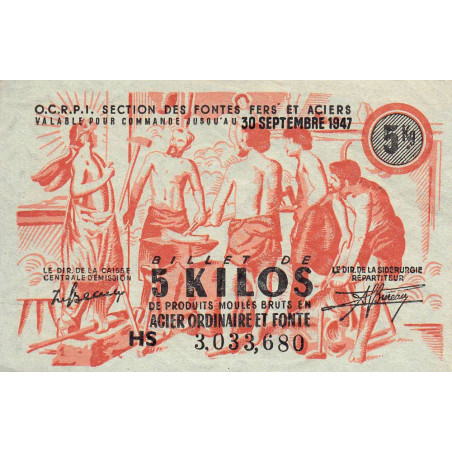 O.C.R.P.I. SECTION DES FONTES FERS ET ACIERS
VALABLE POUR COMMANDE JUSQU'AU 30 SEPTEMBRE 1947
5 Kg
BILLET DE
5 KILOS
DE PRODUITS MOULÉS BRUTS EN
ACIER ORDINAIRE ET FONTE
LE DIR. DE LA CAISSE
CENTRALE D'ÉMISSION
LE DIR. DE LA SIDÉRURGIE
RÉPARTITEUR
HS 3,033,680